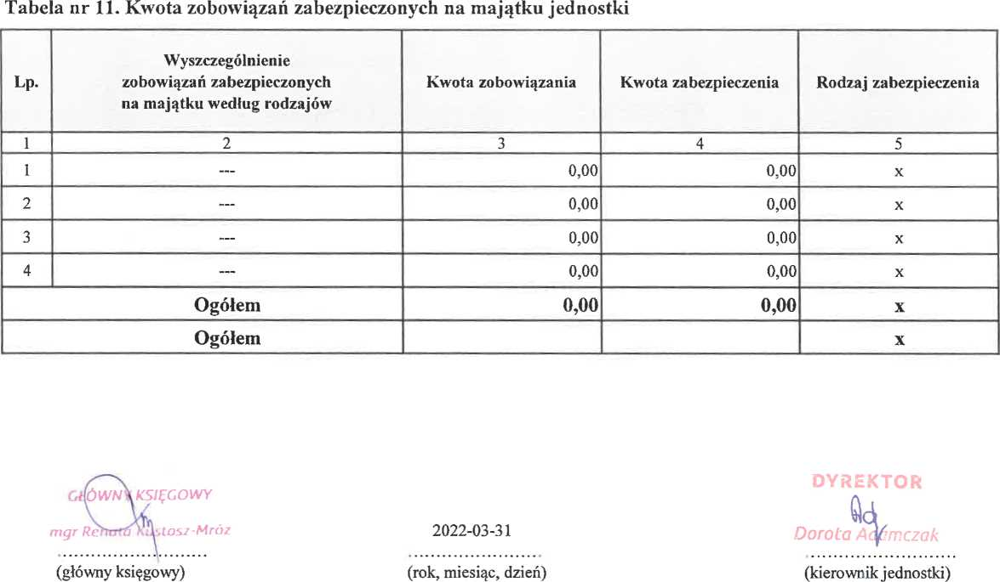 Tabela nr 11. Kwota zobowiązań zabezpieczonych na majątku jednostki
Lp. Wyszczególnienie zobowiązań zabezpieczonych na majątku według rodzajów Kwota zobowiązania Kwota zabezpieczenia Rodzaj zabezpieczenia
1 2 3 4 5
1 --- 0,00 0,00 x
2 --- 0,00 0,00 x
3 --- 0,00 0,00 x
4 --- 0,00 0,00 x
Ogółem 0,00 0,00 x
Ogółem x
GŁÓWNY KSIĘGOWY
mgr Renata Kustosz-Mróz
2022-03-31
DYREKTOR
Dorota Adamczak
(główny księgowy) (rok, miesiąc, dzień) (kierownik jednostki)